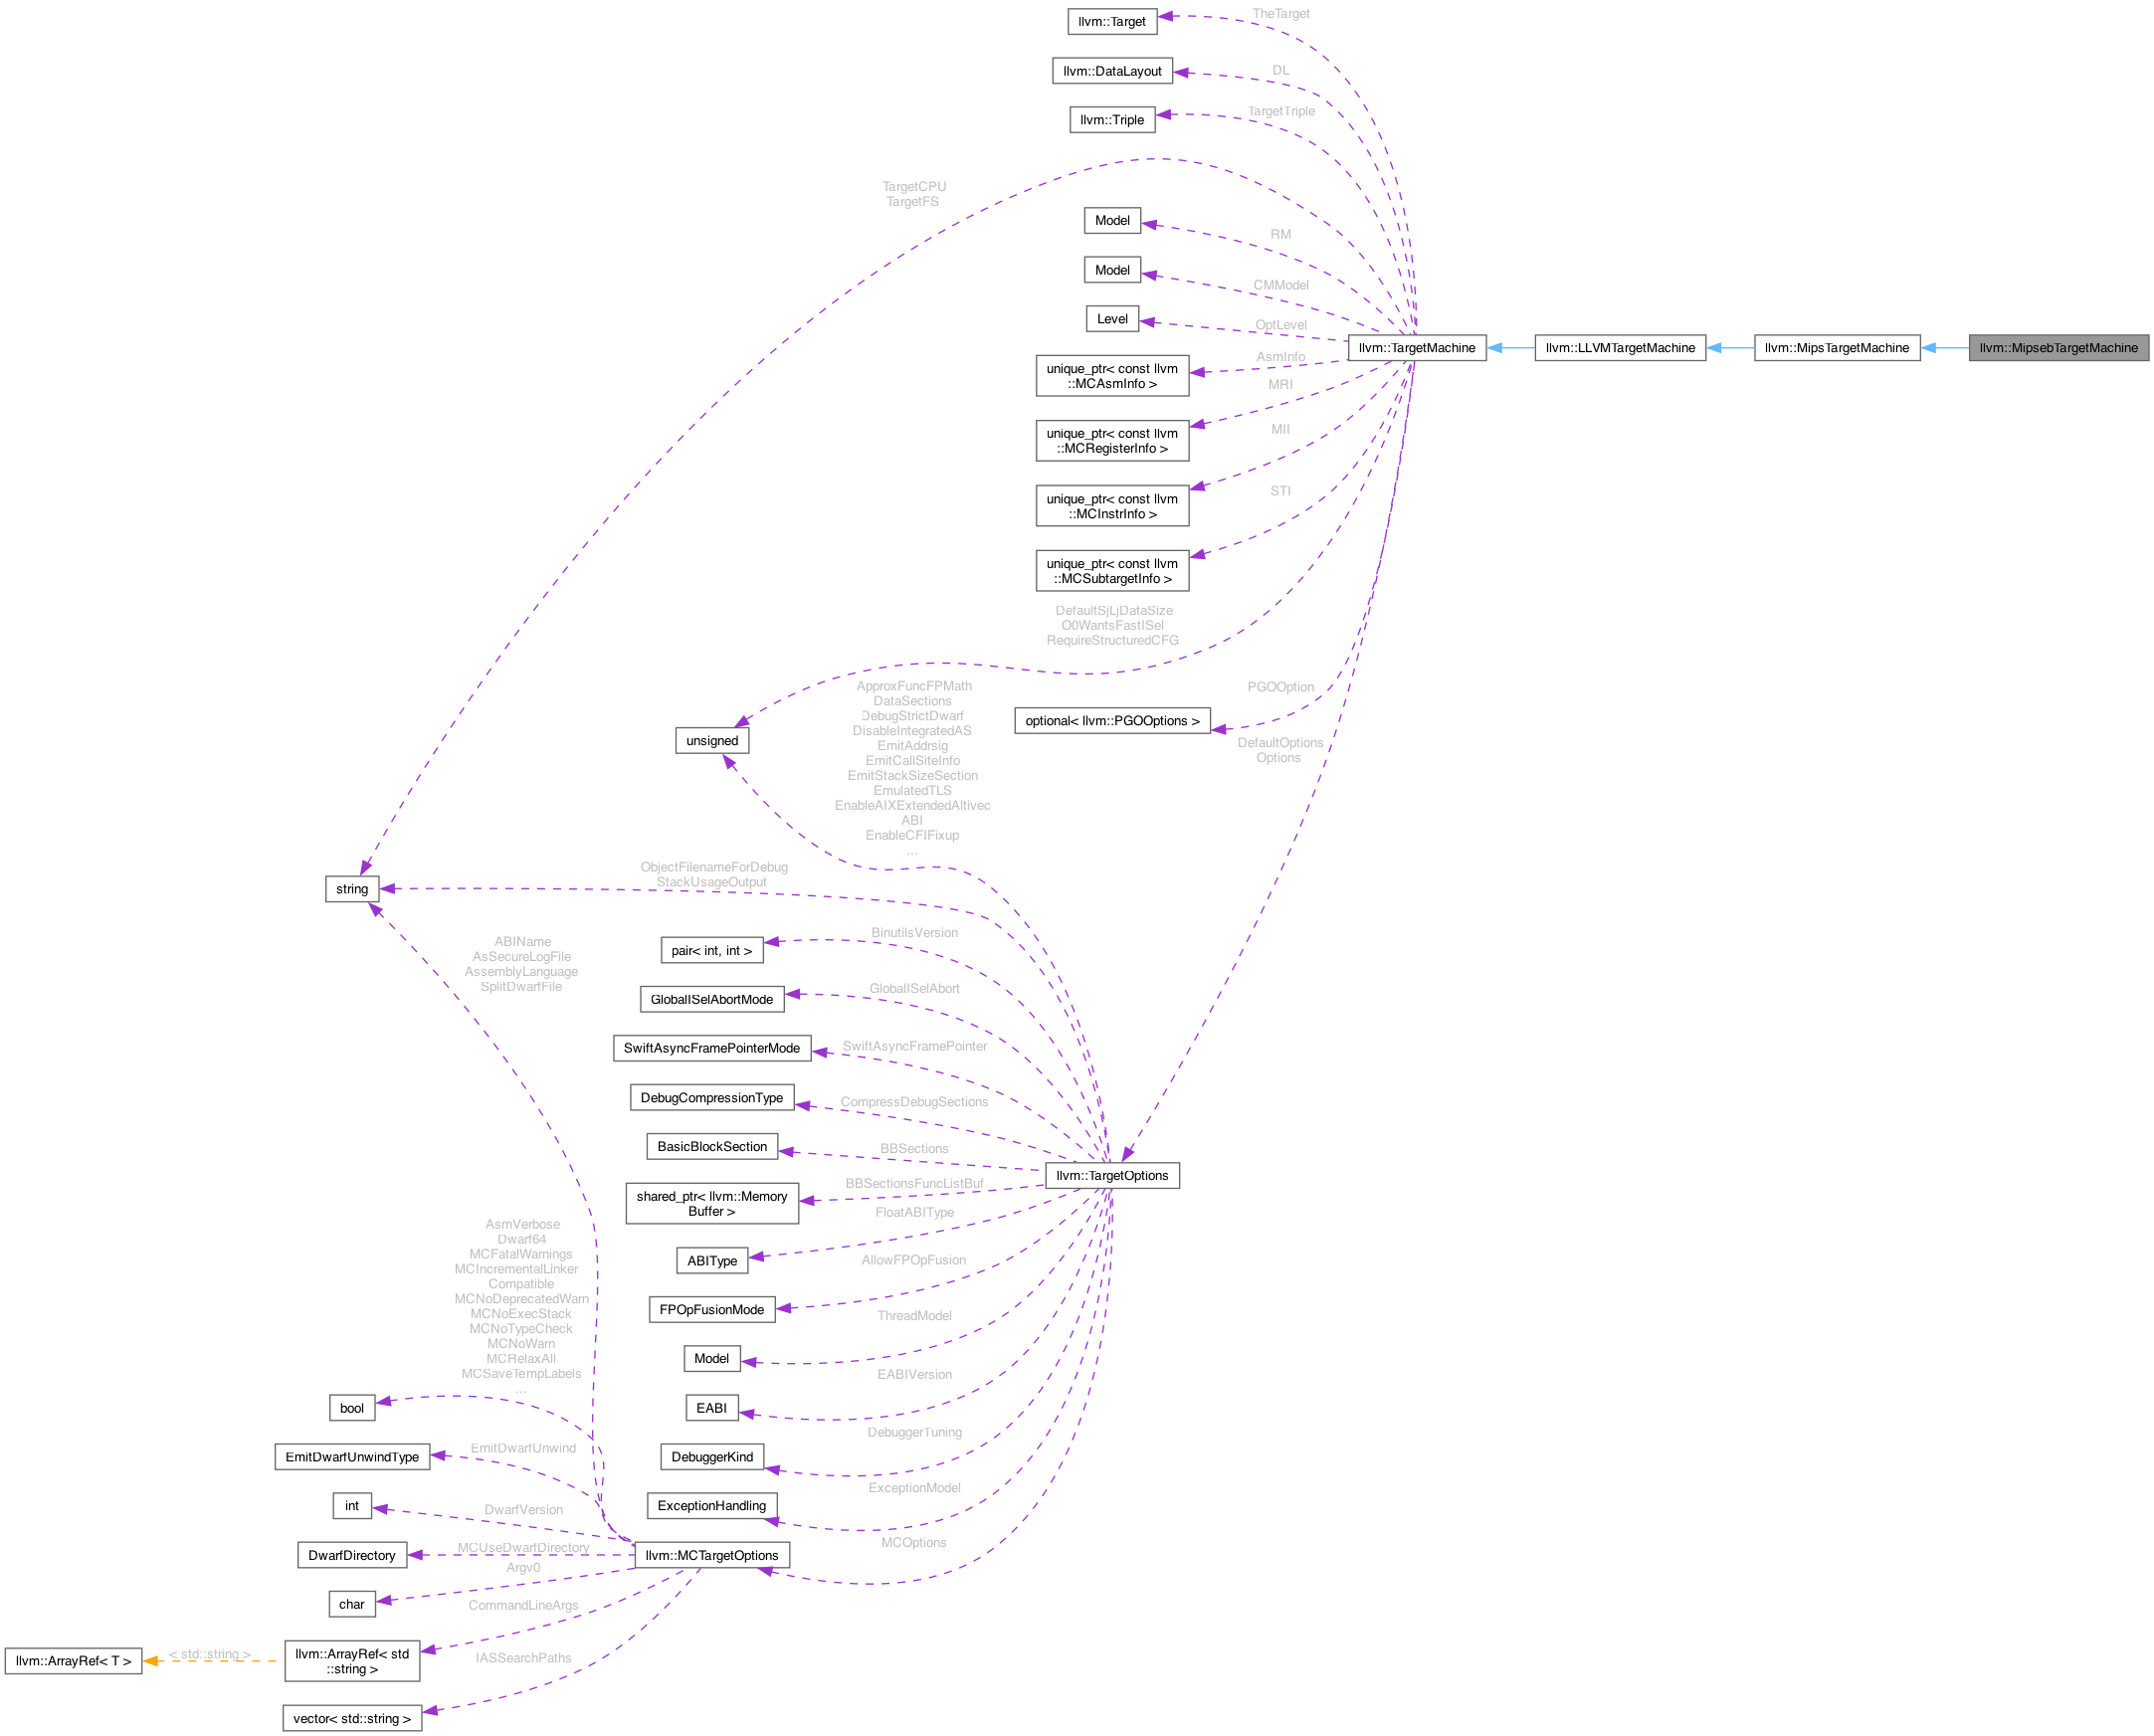 llvm::Target
TheTarget
llvm::DataLayout
DL
llvm::Triple
TargetTriple
TargetCPU
TargetFS
Model
RM
Model
CMModel
Level
OptLevel
llvm::TargetMachine
llvm::LLVMTargetMachine
llvm::MipsTargetMachine
llvm::MipsebTargetMachine
unique_ptr< const llvm
::MCAsmInfo >
AsmInfo
unique_ptr< const llvm
::MCRegisterInfo >
MRI
unique_ptr< const llvm
::MCInstrInfo >
MII
unique_ptr< const llvm
::MCSubtargetInfo >
STI
DefaultSjLjDataSize
O0WantsFastISel
RequireStructuredCFG
optional< llvm::PGOOptions >
PGOOption
DefaultOptions
Options
unsigned
ApproxFuncFPMath
DataSections
DebugStrictDwarf
DisableIntegratedAS
EmitAddrsig
EmitCallSiteInfo
EmitStackSizeSection
EmulatedTLS
EnableAIXExtendedAltivec
ABI
EnableCFIFixup
...
string
ObjectFilenameForDebug
StackUsageOutput
ABIName
AsSecureLogFile
AssemblyLanguage
SplitDwarfFile
pair< int, int >
BinutilsVersion
GlobalISelAbortMode
GlobalISelAbort
SwiftAsyncFramePointerMode
SwiftAsyncFramePointer
DebugCompressionType
CompressDebugSections
BasicBlockSection
BBSections
llvm::TargetOptions
shared_ptr< llvm::Memory
Buffer >
BBSectionsFuncListBuf
ABIType
FloatABIType
FPOpFusionMode
AllowFPOpFusion
Model
ThreadModel
EABI
EABIVersion
DebuggerKind
DebuggerTuning
ExceptionHandling
ExceptionModel
llvm::MCTargetOptions
MCOptions
AsmVerbose
Dwarf64
MCFatalWarnings
MCIncrementalLinker
Compatible
MCNoDeprecatedWarn
MCNoExecStack
MCNoTypeCheck
MCNoWarn
MCRelaxAll
MCSaveTempLabels
...
bool
EmitDwarfUnwindType
EmitDwarfUnwind
int
DwarfVersion
DwarfDirectory
MCUseDwarfDirectory
char
Argv0
llvm::ArrayRef< T >
< std::string >
llvm::ArrayRef< std
::string >
CommandLineArgs
vector< std::string >
IASSearchPaths